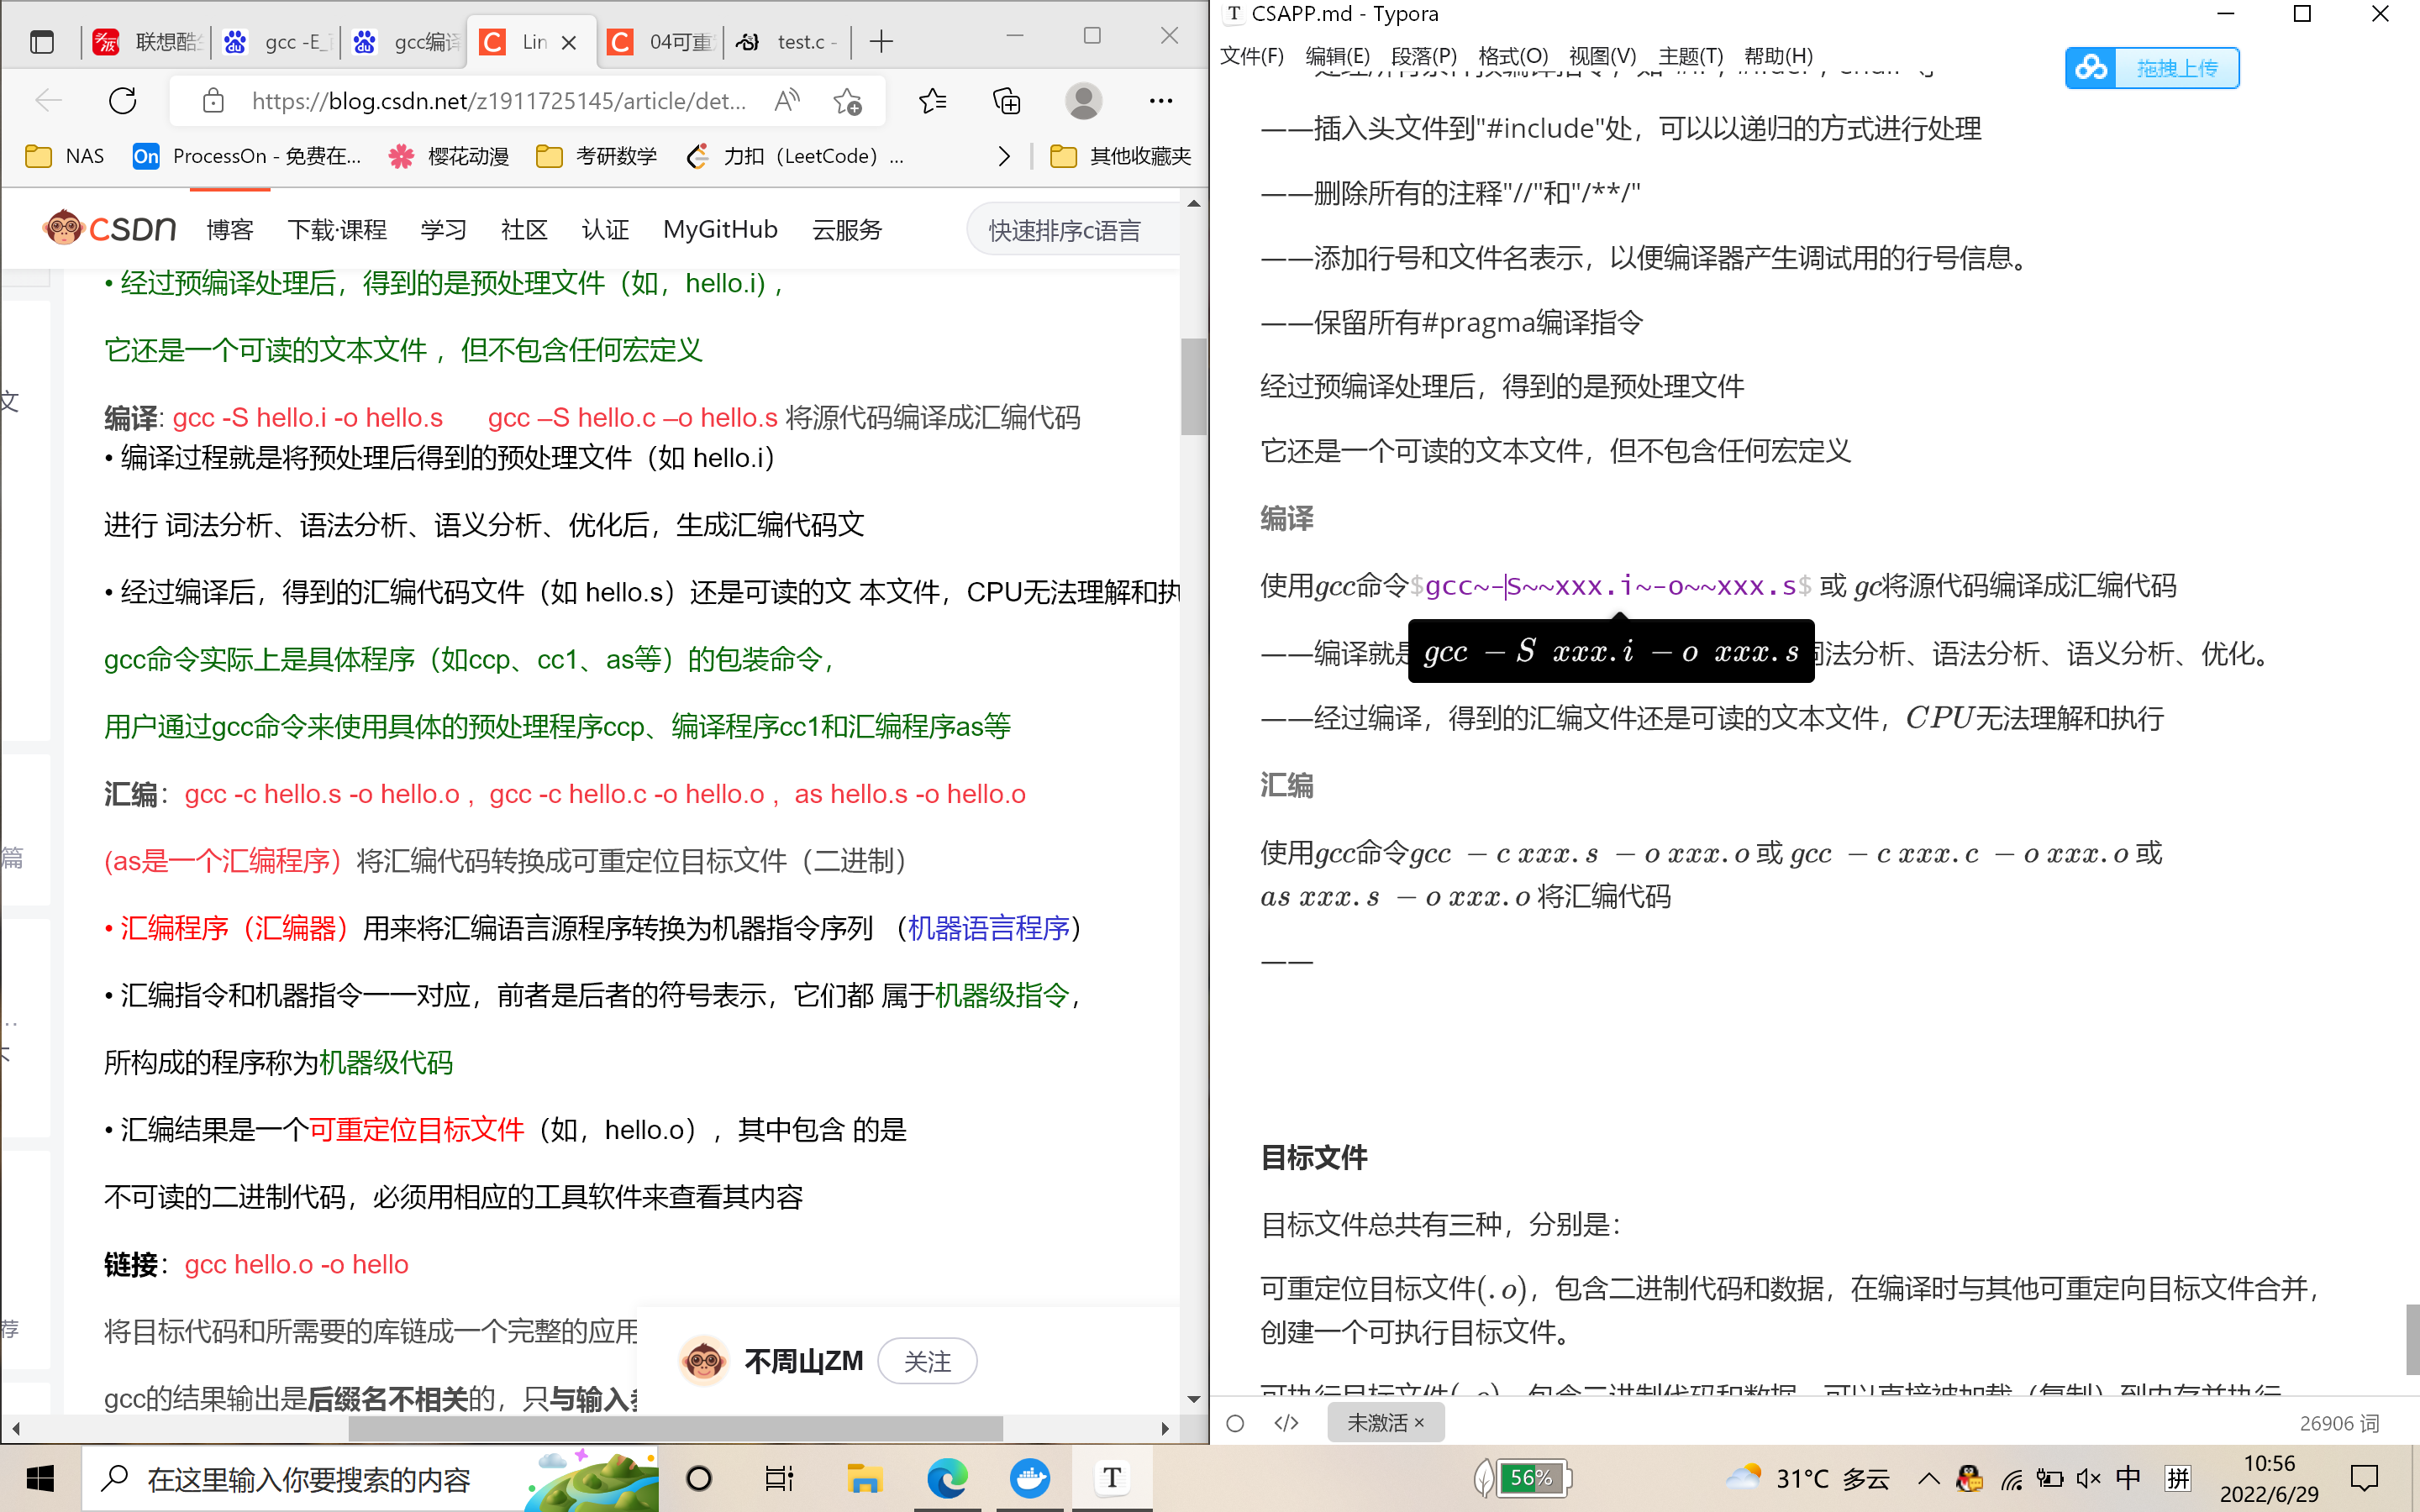 联想酷
gcc -E
gcc编译
Lin
04可重
test.c -
https://blog.csdn.net/z1911725145/article/det...
NAS
On ProcessOn - 免费在...
樱花动漫
考研数学
力扣（LeetCode）...
其他收藏夹
CSDN
博客
下载·课程
学习
社区
认证
MyGitHub
云服务
快速排序c语言
• 经过预编译处理后，得到的是预处理文件（如，hello.i)，
它还是一个可读的文本文件 ，但不包含任何宏定义
编译: gcc -S hello.i -o hello.s gcc –S hello.c –o hello.s 将源代码编译成汇编代码
• 编译过程就是将预处理后得到的预处理文件（如 hello.i）
进行 词法分析、语法分析、语义分析、优化后，生成汇编代码文
• 经过编译后，得到的汇编代码文件（如 hello.s）还是可读的文 本文件，CPU无法理解和执
gcc命令实际上是具体程序（如ccp、cc1、as等）的包装命令，
用户通过gcc命令来使用具体的预处理程序ccp、编译程序cc1和汇编程序as等
汇编：gcc -c hello.s -o hello.o ，gcc -c hello.c -o hello.o ，as hello.s -o hello.o
(as是一个汇编程序）将汇编代码转换成可重定位目标文件（二进制）
• 汇编程序（汇编器）用来将汇编语言源程序转换为机器指令序列 （机器语言程序）
• 汇编指令和机器指令一一对应，前者是后者的符号表示，它们都 属于机器级指令，
所构成的程序称为机器级代码
• 汇编结果是一个可重定位目标文件（如，hello.o），其中包含 的是
不可读的二进制代码，必须用相应的工具软件来查看其内容
链接：gcc hello.o -o hello
将目标代码和所需要的库链成一个完整的应用
gcc的结果输出是后缀名不相关的，只与输入
不周山ZM
关注
文
篇
荐
CSAPP.md - Typora
文件(F) 编辑(E) 段落(P) 格式(O) 视图(V) 主题(T) 帮助(H)
拖拽上传
——插入头文件到"#include"处，可以以递归的方式进行处理
——删除所有的注释"//"和"/**/"
——添加行号和文件名表示，以便编译器产生调试用的行号信息。
——保留所有#pragma编译指令
经过预编译处理后，得到的是预处理文件
它还是一个可读的文本文件，但不包含任何宏定义
编译
使用gcc命令$gcc~-S~~xxx.i~-o~~xxx.s$ 或 gc将源代码编译成汇编代码
gcc -S xxx.i -o xxx.s
——编译就是 词法分析、语法分析、语义分析、优化。
——经过编译，得到的汇编文件还是可读的文本文件，CPU无法理解和执行
汇编
使用gcc命令gcc -c xxx.s -o xxx.o 或 gcc -c xxx.c -o xxx.o 或
as xxx.s -o xxx.o 将汇编代码
——
目标文件
目标文件总共有三种，分别是：
可重定位目标文件(.o)，包含二进制代码和数据，在编译时与其他可重定向目标文件合并，
创建一个可执行目标文件。
可执行目标文件(.o)，包含二进制代码和数据，可以直接被加载（复制）到内存并执行
未激活 ×
26906 词
在这里输入你要搜索的内容
56%
31°C 多云
中
拼
10:56
2022/6/29